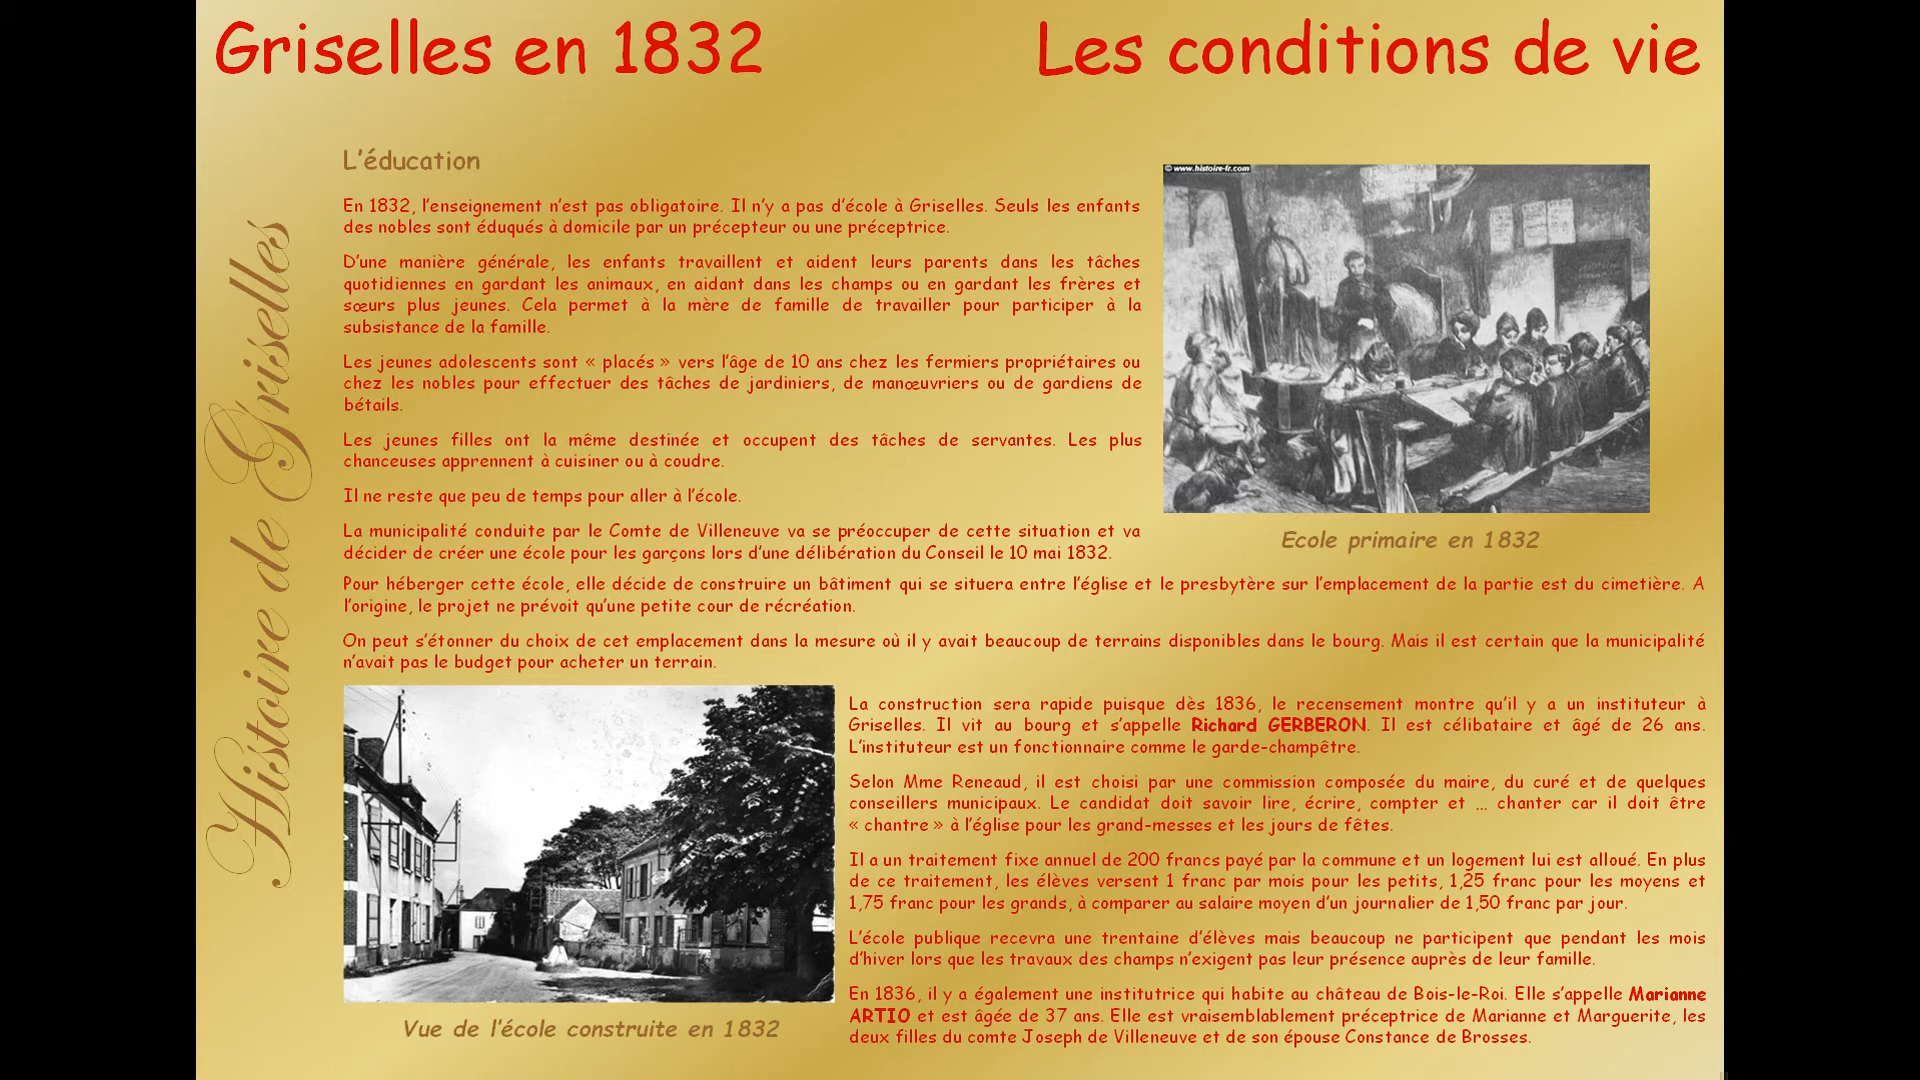 Griselles en 1832
Les conditions de vie
Histoire de Griselles
L'éducation
En 1832, l'enseignement n'est pas obligatoire. Il n'y a pas d'école à Griselles. Seuls les enfants
des nobles sont éduqués à domicile par un précepteur ou une préceptrice.
D'une manière générale, les enfants travaillent et aident leurs parents dans les tâches
quotidiennes en gardant les animaux, en aidant dans les champs ou en gardant les frères et
sœurs plus jeunes. Cela permet à la mère de famille de travailler pour participer à la
subsistance de la famille.
Les jeunes adolescents sont « placés » vers l'âge de 10 ans chez les fermiers propriétaires ou
chez les nobles pour effectuer des tâches de jardiniers, de manœuvriers ou de gardiens de
bétails.
Les jeunes filles ont la même destinée et occupent des tâches de servantes. Les plus
chanceuses apprennent à cuisiner ou à coudre.
Il ne reste que peu de temps pour aller à l'école.
La municipalité conduite par le Comte de Villeneuve va se préoccuper de cette situation et va
décider de créer une école pour les garçons lors d'une délibération du Conseil le 10 mai 1832.
© www.histoire-fr.com
Ecole primaire en 1832
Pour héberger cette école, elle décide de construire un bâtiment qui se situera entre l'église et le presbytère sur l'emplacement de la partie est du cimetière. A
l'origine, le projet ne prévoit qu'une petite cour de récréation.
On peut s'étonner du choix de cet emplacement dans la mesure où il y avait beaucoup de terrains disponibles dans le bourg. Mais il est certain que la municipalité
n'avait pas le budget pour acheter un terrain.
Vue de l'école construite en 1832
La construction sera rapide puisque dès 1836, le recensement montre qu'il y a un instituteur à
Griselles. Il vit au bourg et s'appelle Richard GERBERON. Il est célibataire et âgé de 26 ans.
L'instituteur est un fonctionnaire comme le garde-champêtre.
Selon Mme Reneaud, il est choisi par une commission composée du maire, du curé et de quelques
conseillers municipaux. Le candidat doit savoir lire, écrire, compter et ... chanter car il doit être
« chantre » à l'église pour les grand-messes et les jours de fêtes.
Il a un traitement fixe annuel de 200 francs payé par la commune et un logement lui est alloué. En plus
de ce traitement, les élèves versent 1 franc par mois pour les petits, 1,25 franc pour les moyens et
1,75 franc pour les grands, à comparer au salaire moyen d'un journalier de 1,50 franc par jour.
L'école publique recevra une trentaine d'élèves mais beaucoup ne participent que pendant les mois
d'hiver lors que les travaux des champs n'exigent pas leur présence auprès de leur famille.
En 1836, il y a également une institutrice qui habite au château de Bois-le-Roi. Elle s'appelle Marianne
ARTIO et est âgée de 37 ans. Elle est vraisemblablement préceptrice de Marianne et Marguerite, les
deux filles du comte Joseph de Villeneuve et de son épouse Constance de Brosses.